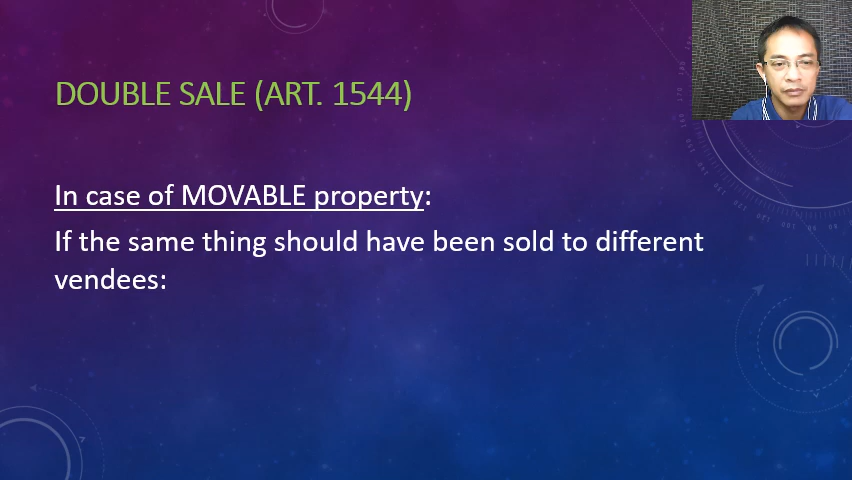 DOUBLE SALE (ART. 1544)
In case of MOVABLE property:
If the same thing should have been sold to different
vendees: